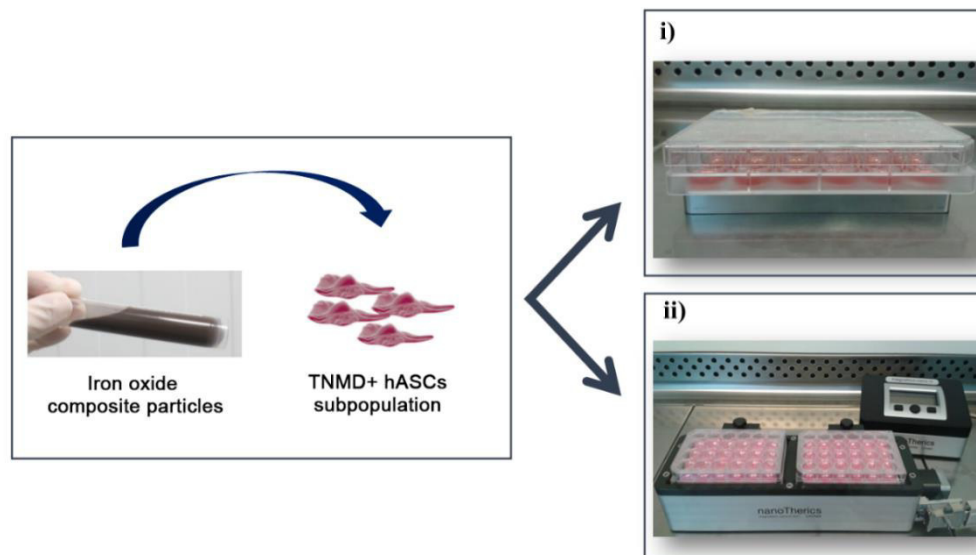 i)
Iron oxide
composite particles
TNMD+ hASCs
subpopulation
ii)
nanoTherics